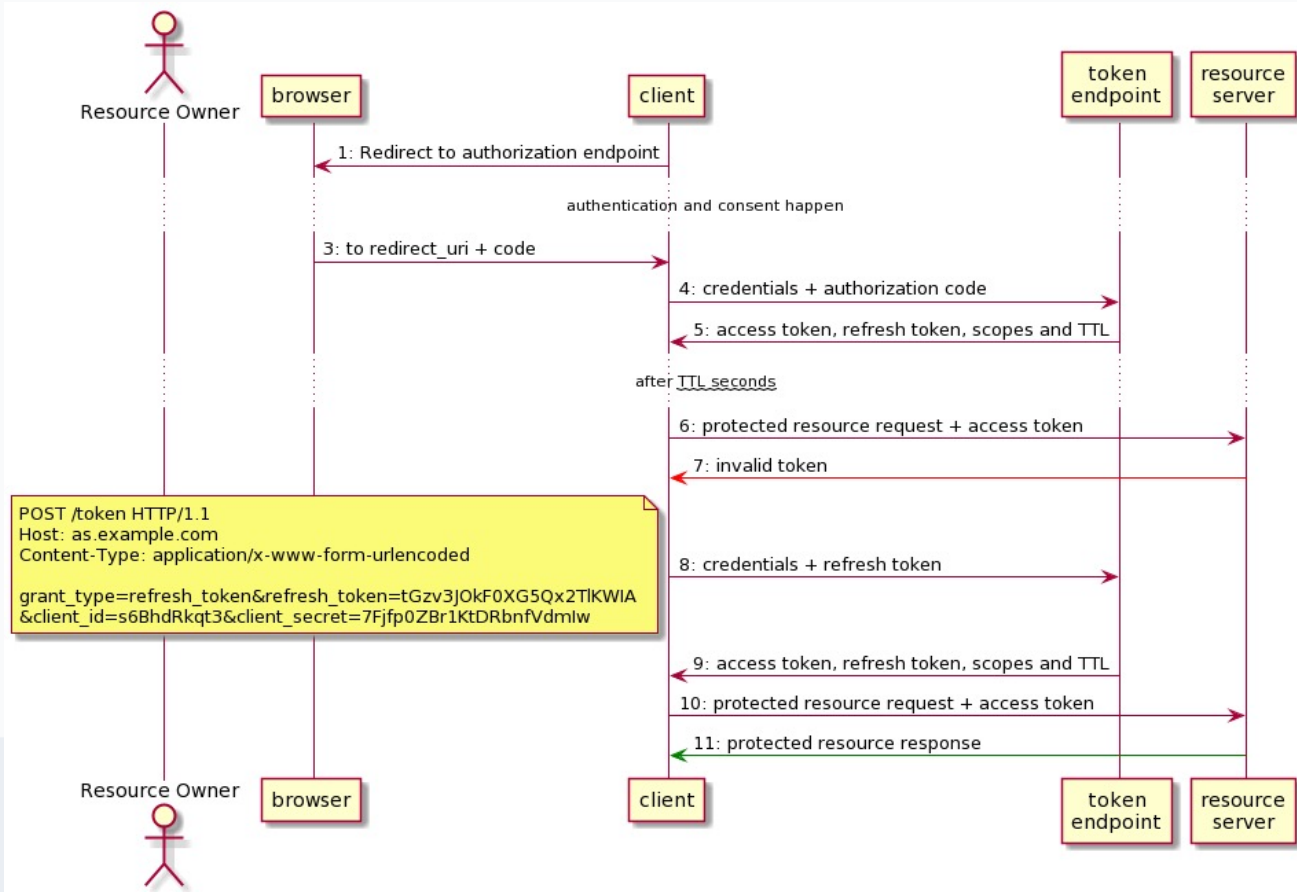 Resource Owner
browser
client
token
endpoint
resource
server
1: Redirect to authorization endpoint
authentication and consent happen
3: to redirect_uri + code
4: credentials + authorization code
5: access token, refresh token, scopes and TTL
after TTL seconds
6: protected resource request + access token
7: invalid token
POST /token HTTP/1.1
Host: as.example.com
Content-Type: application/x-www-form-urlencoded
grant_type=refresh_token&refresh_token=tGzv3JOkF0XG5Qx2TlKWIA
&client_id=s6BhdRkqt3&client_secret=7Fjfp0ZBr1KtDRbnfVdmIw
8: credentials + refresh token
9: access token, refresh token, scopes and TTL
10: protected resource request + access token
11: protected resource response
Resource Owner
browser
client
token
endpoint
resource
server